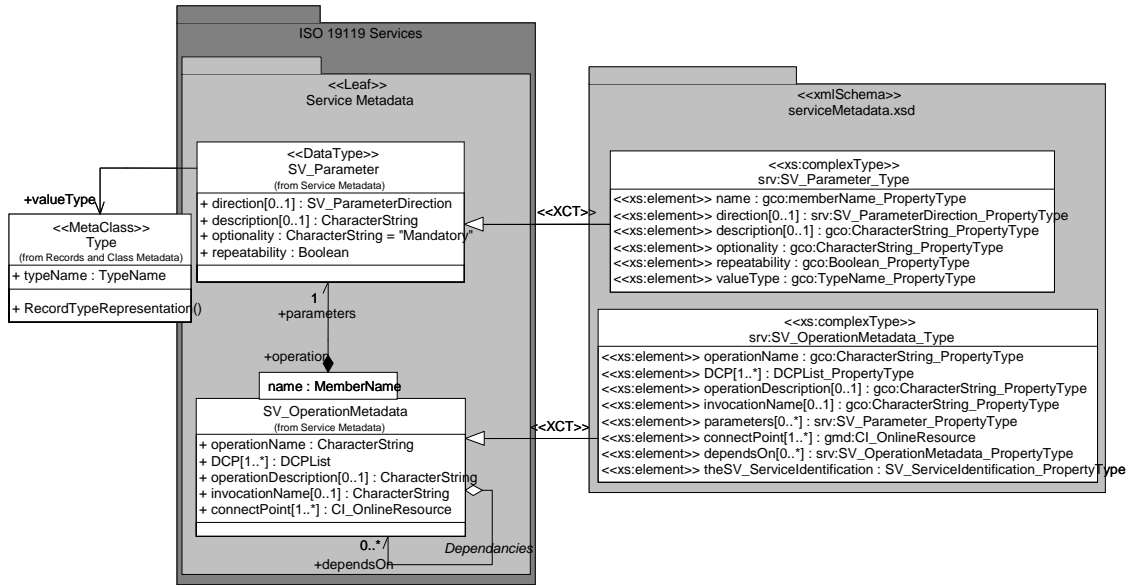 ISO 19119 Services
<<Leaf>>
Service Metadata
<<DataType>>
SV_Parameter
(from Service Metadata)
+ direction[0..1] : SV_ParameterDirection
+ description[0..1] : CharacterString
+ optionality : CharacterString = "Mandatory"
+ repeatability : Boolean
+valueType
<<MetaClass>>
Type
(from Records and Class Metadata)
+ typeName : TypeName
+ RecordTypeRepresentation()
1
+parameters
+operation
name : MemberName
SV_OperationMetadata
(from Service Metadata)
+ operationName : CharacterString
+ DCP[1..*] : DCPList
+ operationDescription[0..1] : CharacterString
+ invocationName[0..1] : CharacterString
+ connectPoint[1..*] : CI_OnlineResource
0..*
+dependsOn
Dependancies
<<XCT>>
<<XCT>>
<<xmlSchema>>
serviceMetadata.xsd
<<xs:complexType>>
srv:SV_Parameter_Type
<<xs:element>> name : gco:memberName_PropertyType
<<xs:element>> direction[0..1] : srv:SV_ParameterDirection_PropertyType
<<xs:element>> description[0..1] : gco:CharacterString_PropertyType
<<xs:element>> optionality : gco:CharacterString_PropertyType
<<xs:element>> repeatability : gco:Boolean_PropertyType
<<xs:element>> valueType : gco:TypeName_PropertyType
<<xs:complexType>>
srv:SV_OperationMetadata_Type
<<xs:element>> operationName : gco:CharacterString_PropertyType
<<xs:element>> DCP[1..*] : DCPList_PropertyType
<<xs:element>> operationDescription[0..1] : gco:CharacterString_PropertyType
<<xs:element>> invocationName[0..1] : gco:CharacterString_PropertyType
<<xs:element>> parameters[0..*] : srv:SV_Parameter_PropertyType
<<xs:element>> connectPoint[1..*] : gmd:CI_OnlineResource
<<xs:element>> dependsOn[0..*] : srv:SV_OperationMetadata_PropertyType
<<xs:element>> theSV_ServiceIdentification : SV_ServiceIdentification_PropertyType